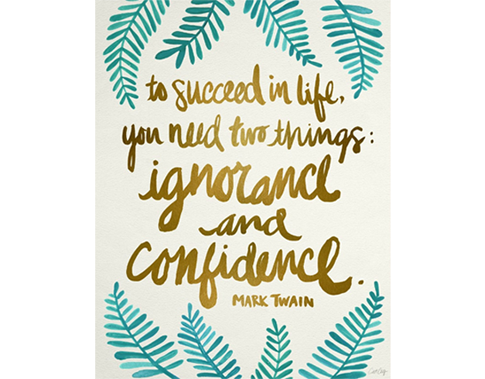 to succeed in life,
you need two things:
ignorance
and
confidence.
MARK TWAIN